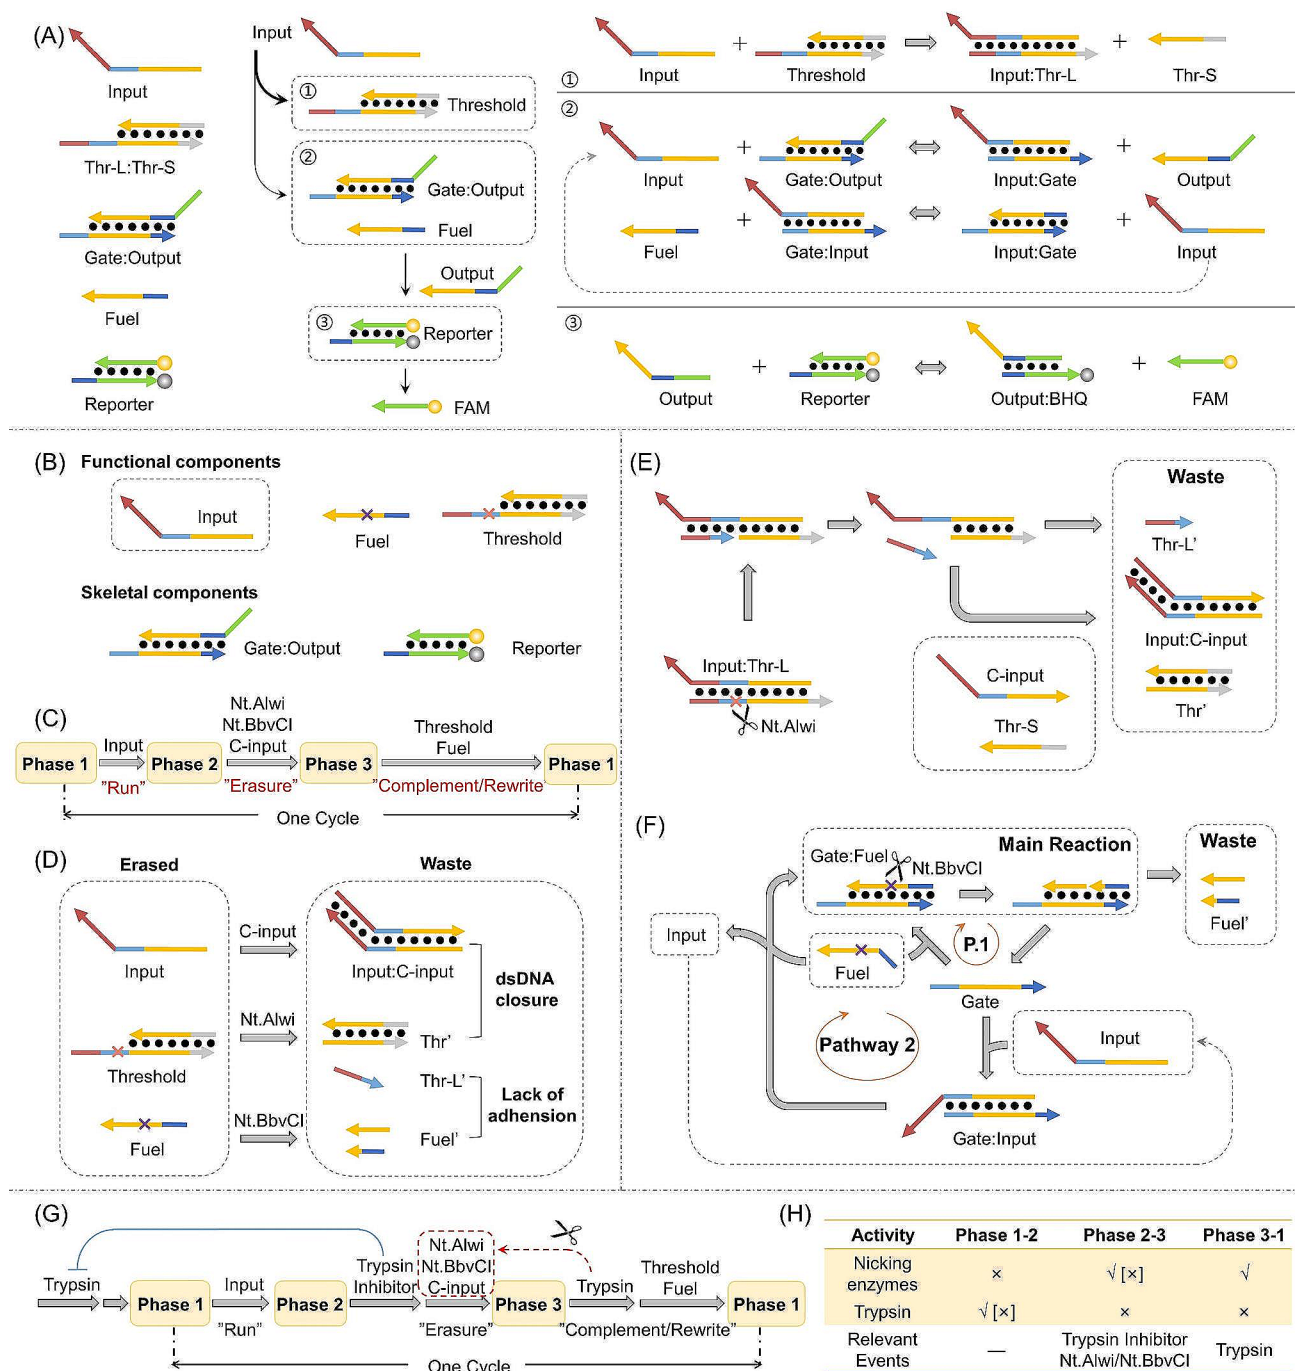 (A)
Input
Input
Thr-L:Thr-S
Gate:Output
Fuel
Reporter
①
Threshold
②
Gate:Output
Fuel
Output
③
Reporter
FAM
Input
+
Threshold
Input:Thr-L
+
Thr-S
①
②
Input
+
Gate:Output
Input:Gate
+
Output
Fuel
+
Gate:Input
Input:Gate
+
Input
③
Output
+
Reporter
Output:BHQ
+
FAM
(B)
Functional components
Input
Fuel
Threshold
Skeletal components
Gate:Output
Reporter
(C)
Phase 1
Input
"Run"
Phase 2
Nt.Alwi
Nt.BbvCI
C-input
"Erasure"
Phase 3
Threshold
Fuel
"Complement/Rewrite"
Phase 1
One Cycle
(D)
Erased
Waste
Input
C-input
Input:C-input
Threshold
Nt.Alwi
Thr'
dsDNA
closure
Thr-L'
Fuel
Nt.BbvCI
Fuel'
Lack of
adhension
(E)
Input:Thr-L
Nt.Alwi
C-input
Thr-S
Waste
Thr-L'
Input:C-input
Thr'
(F)
Main Reaction
Gate:Fuel
Nt.BbvCI
Waste
Fuel'
Input
Fuel
P.1
Gate
Pathway 2
Input
Gate:Input
(G)
Trypsin
Phase 1
Input
"Run"
Phase 2
Trypsin
Inhibitor
Nt.Alwi
Nt.BbvCI
C-input
"Erasure"
Phase 3
Trypsin
Threshold
Fuel
"Complement/Rewrite"
Phase 1
One Cycle
(H)
Activity Phase 1-2 Phase 2-3 Phase 3-1
Nicking
enzymes × √ [×] √
Trypsin √ [×] × ×
Relevant
Events — Trypsin Inhibitor
Nt.Alwi/Nt.BbvCI Trypsin